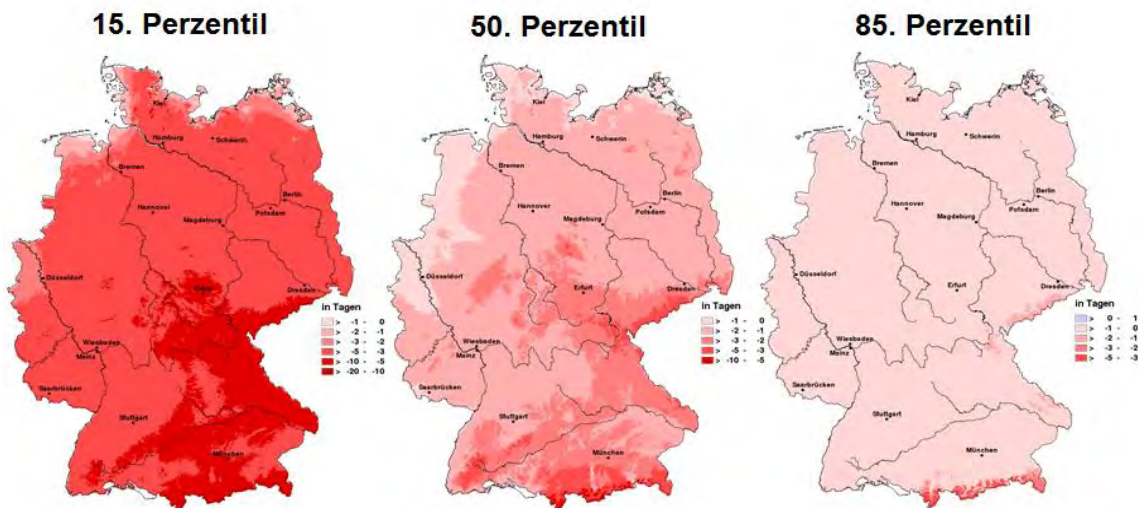 15. Perzentil
50. Perzentil
85. Perzentil
Kiel
Hamburg
Schwerin
Bremen
Berlin
Hannover
Potsdam
Magdeburg
Düsseldorf
Dresden
Wiesbaden
Mainz
Saarbrücken
Stuttgart
München
in Tagen
> -1 - 0
> -2 - -1
> -3 - -2
> -5 - -3
> -10 - -5
> -20 - -10
Kiel
Hamburg
Schwerin
Bremen
Berlin
Hannover
Potsdam
Magdeburg
Düsseldorf
Erfurt
Dresden
Wiesbaden
Mainz
Saarbrücken
Stuttgart
München
in Tagen
> -1 - 0
> -2 - -1
> -3 - -2
> -5 - -3
> -10 - -5
Kiel
Hamburg
Schwerin
Bremen
Berlin
Hannover
Potsdam
Magdeburg
Düsseldorf
Erfurt
Dresden
Wiesbaden
Mainz
Saarbrücken
Stuttgart
München
in Tagen
> 0 - 1
> -1 - 0
> -2 - -1
> -3 - -2
> -5 - -3